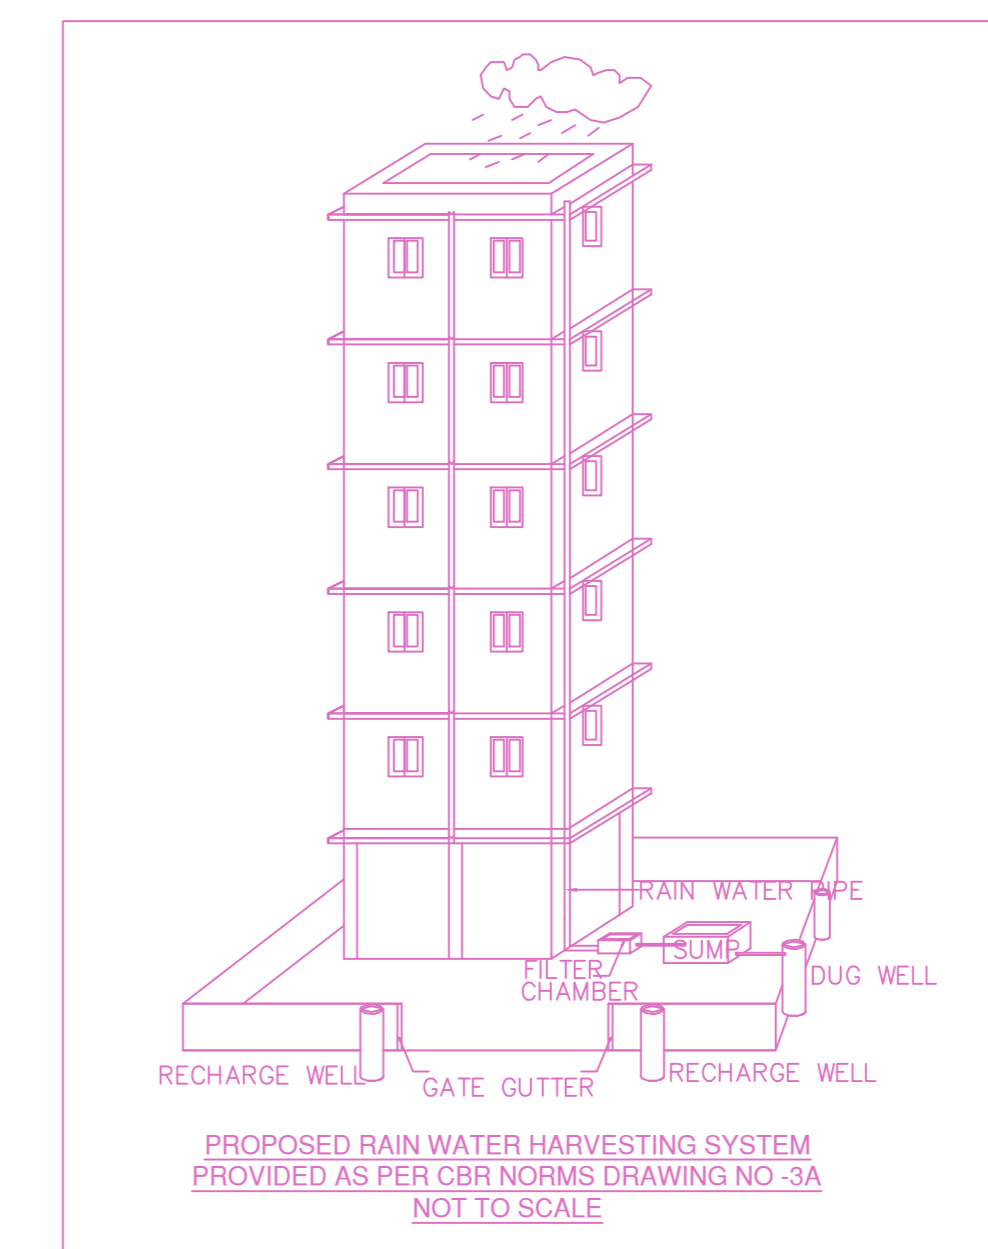 RAIN WATER PIPE
SUMP
FILTER
CHAMBER
DUG WELL
RECHARGE WELL
GATE GUTTER
RECHARGE WELL
PROPOSED RAIN WATER HARVESTING SYSTEM
PROVIDED AS PER CBR NORMS DRAWING NO -3A
NOT TO SCALE